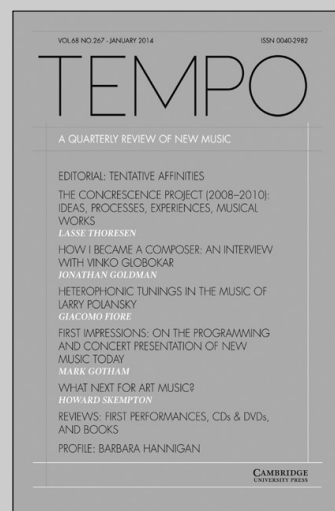 VOL.68 NO.267 - JANUARY 2014 ISSN 0040-2982
TEMPO
A QUARTERLY REVIEW OF NEW MUSIC
EDITORIAL: TENTATIVE AFFINITIES
THE CONCRESCENCE PROJECT (2008–2010):
IDEAS, PROCESSES, EXPERIENCES, MUSICAL
WORKS
LASSE THORESEN
HOW I BECAME A COMPOSER: AN INTERVIEW
WITH VINKO GLOBOKAR
JONATHAN GOLDMAN
HETEROPHONIC TUNINGS IN THE MUSIC OF
LARRY POLANSKY
GIACOMO FIORE
FIRST IMPRESSIONS: ON THE PROGRAMMING
AND CONCERT PRESENTATION OF NEW
MUSIC TODAY
MARK GOTHAM
WHAT NEXT FOR ART MUSIC?
HOWARD SKEMPTON
REVIEWS: FIRST PERFORMANCES, CDs & DVDs,
AND BOOKS
PROFILE: BARBARA HANNIGAN
CAMBRIDGE
UNIVERSITY PRESS